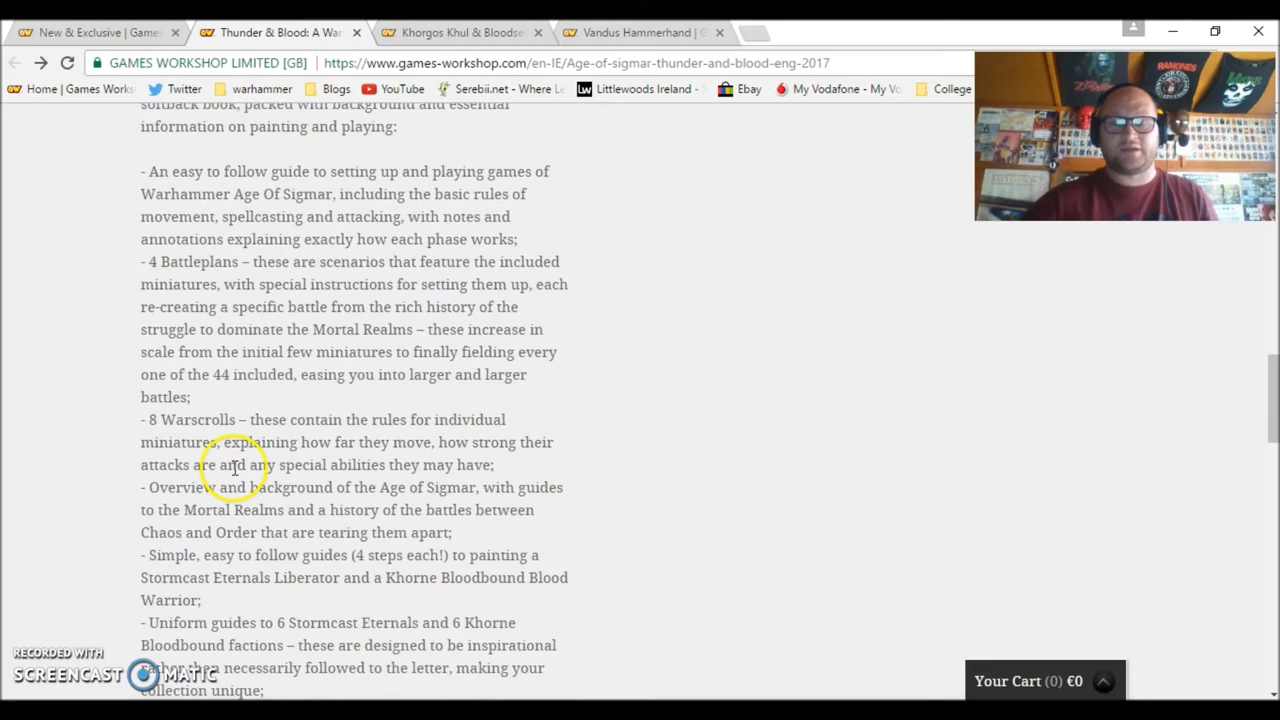 New & Exclusive | Games
Thunder & Blood: A War
Khorgos Khul & Bloodse
Vandus Hammerhand | G
GAMES WORKSHOP LIMITED [GB]
https://www.games-workshop.com/en-IE/Age-of-sigmar-thunder-and-blood-eng-2017
Home | Games Works
Twitter
warhammer
Blogs
YouTube
Serebii.net - Where Le
Littlewoods Ireland -
Ebay
My Vodafone - My Vo
College
softback book, packed with background and essential
information on painting and playing:
- An easy to follow guide to setting up and playing games of
Warhammer Age Of Sigmar, including the basic rules of
movement, spellcasting and attacking, with notes and
annotations explaining exactly how each phase works;
- 4 Battleplans – these are scenarios that feature the included
miniatures, with special instructions for setting them up, each
re-creating a specific battle from the rich history of the
struggle to dominate the Mortal Realms – these increase in
scale from the initial few miniatures to finally fielding every
one of the 44 included, easing you into larger and larger
battles;
- 8 Warscrolls – these contain the rules for individual
miniatures, explaining how far they move, how strong their
attacks are and any special abilities they may have;
- Overview and background of the Age of Sigmar, with guides
to the Mortal Realms and a history of the battles between
Chaos and Order that are tearing them apart;
- Simple, easy to follow guides (4 steps each!) to painting a
Stormcast Eternals Liberator and a Khorne Bloodbound Blood
Warrior;
- Uniform guides to 6 Stormcast Eternals and 6 Khorne
Bloodbound factions – these are designed to be inspirational
rather than necessarily followed to the letter, making your
collection unique;
RECORDED WITH
SCREENCAST MATIC
Your Cart (0) €0
RAMONES